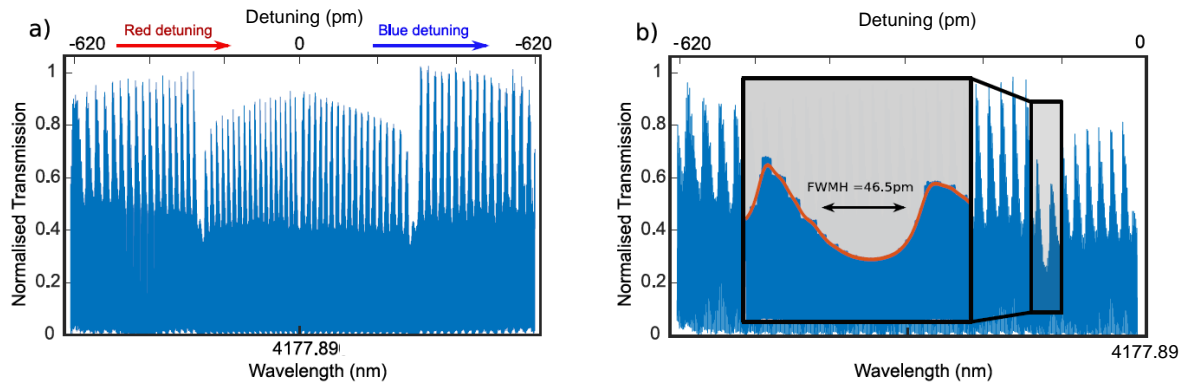 a)
Detuning (pm)
-620 Red detuning 0 Blue detuning -620
Normalised Transmission
1
0.8
0.6
0.4
0.2
0
4177.89
Wavelength (nm)
b)
Detuning (pm)
-620 0
Normalised Transmission
1
0.8
0.6
0.4
0.2
0
FWMH =46.5pm
4177.89
Wavelength (nm)